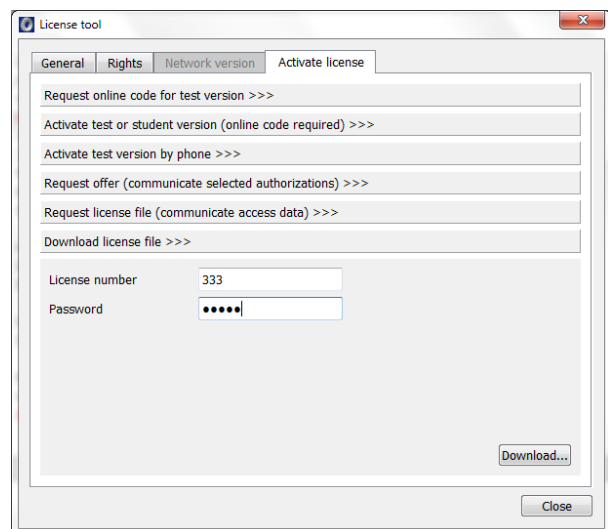 License tool
General Rights Network version Activate license
Request online code for test version >>>
Activate test or student version (online code required) >>>
Activate test version by phone >>>
Request offer (communicate selected authorizations) >>>
Request license file (communicate access data) >>>
Download license file >>>
License number 333
Password •••••
Download...
Close